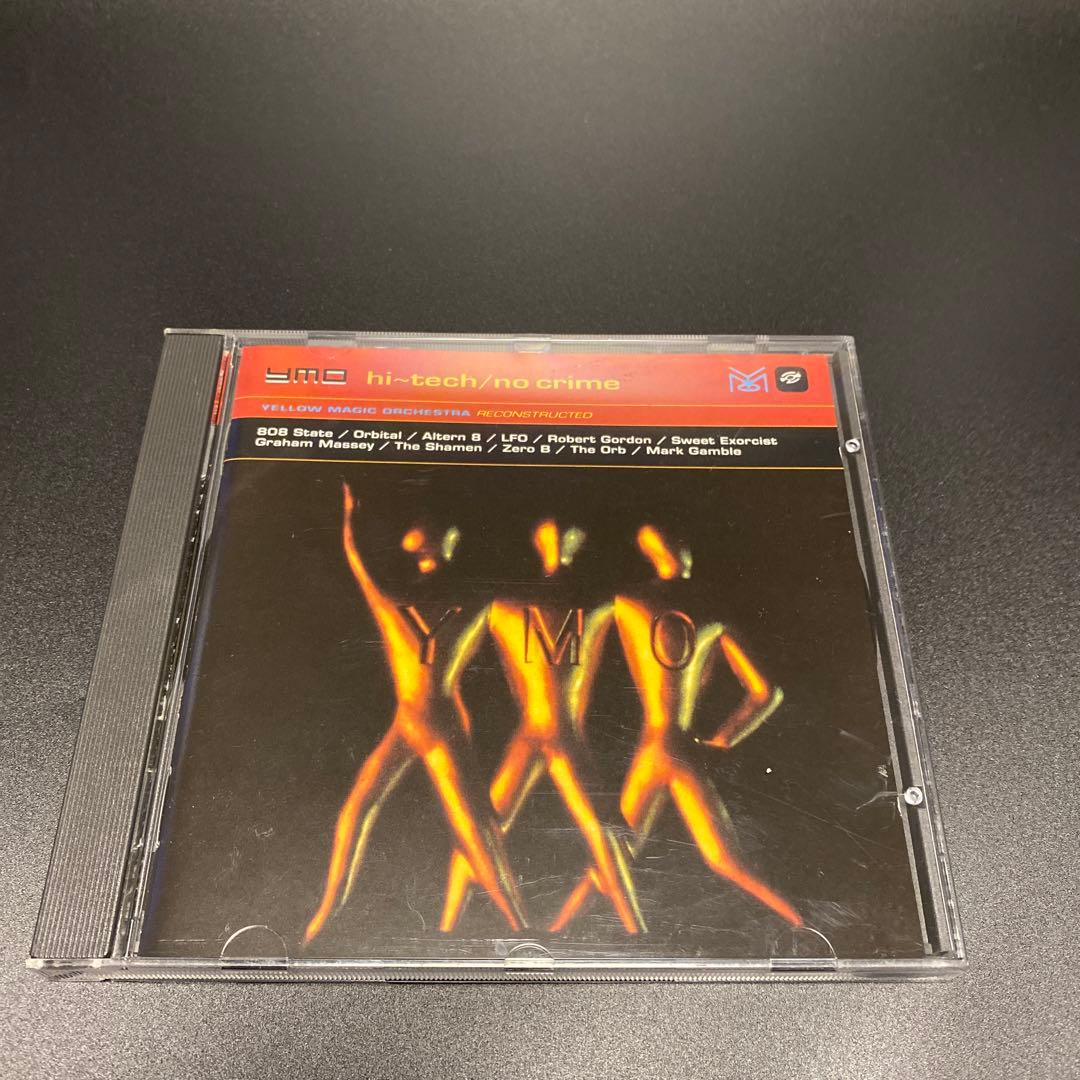 YMO hi~tech/no crime
YELLOW MAGIC ORCHESTRA RECONSTRUCTED
808 State / Orbital / Altern 8 / LFO / Robert Gordon / Sweet Exorcist
Graham Massey / The Shamen / Zero B / The Orb / Mark Gamble
Y M O